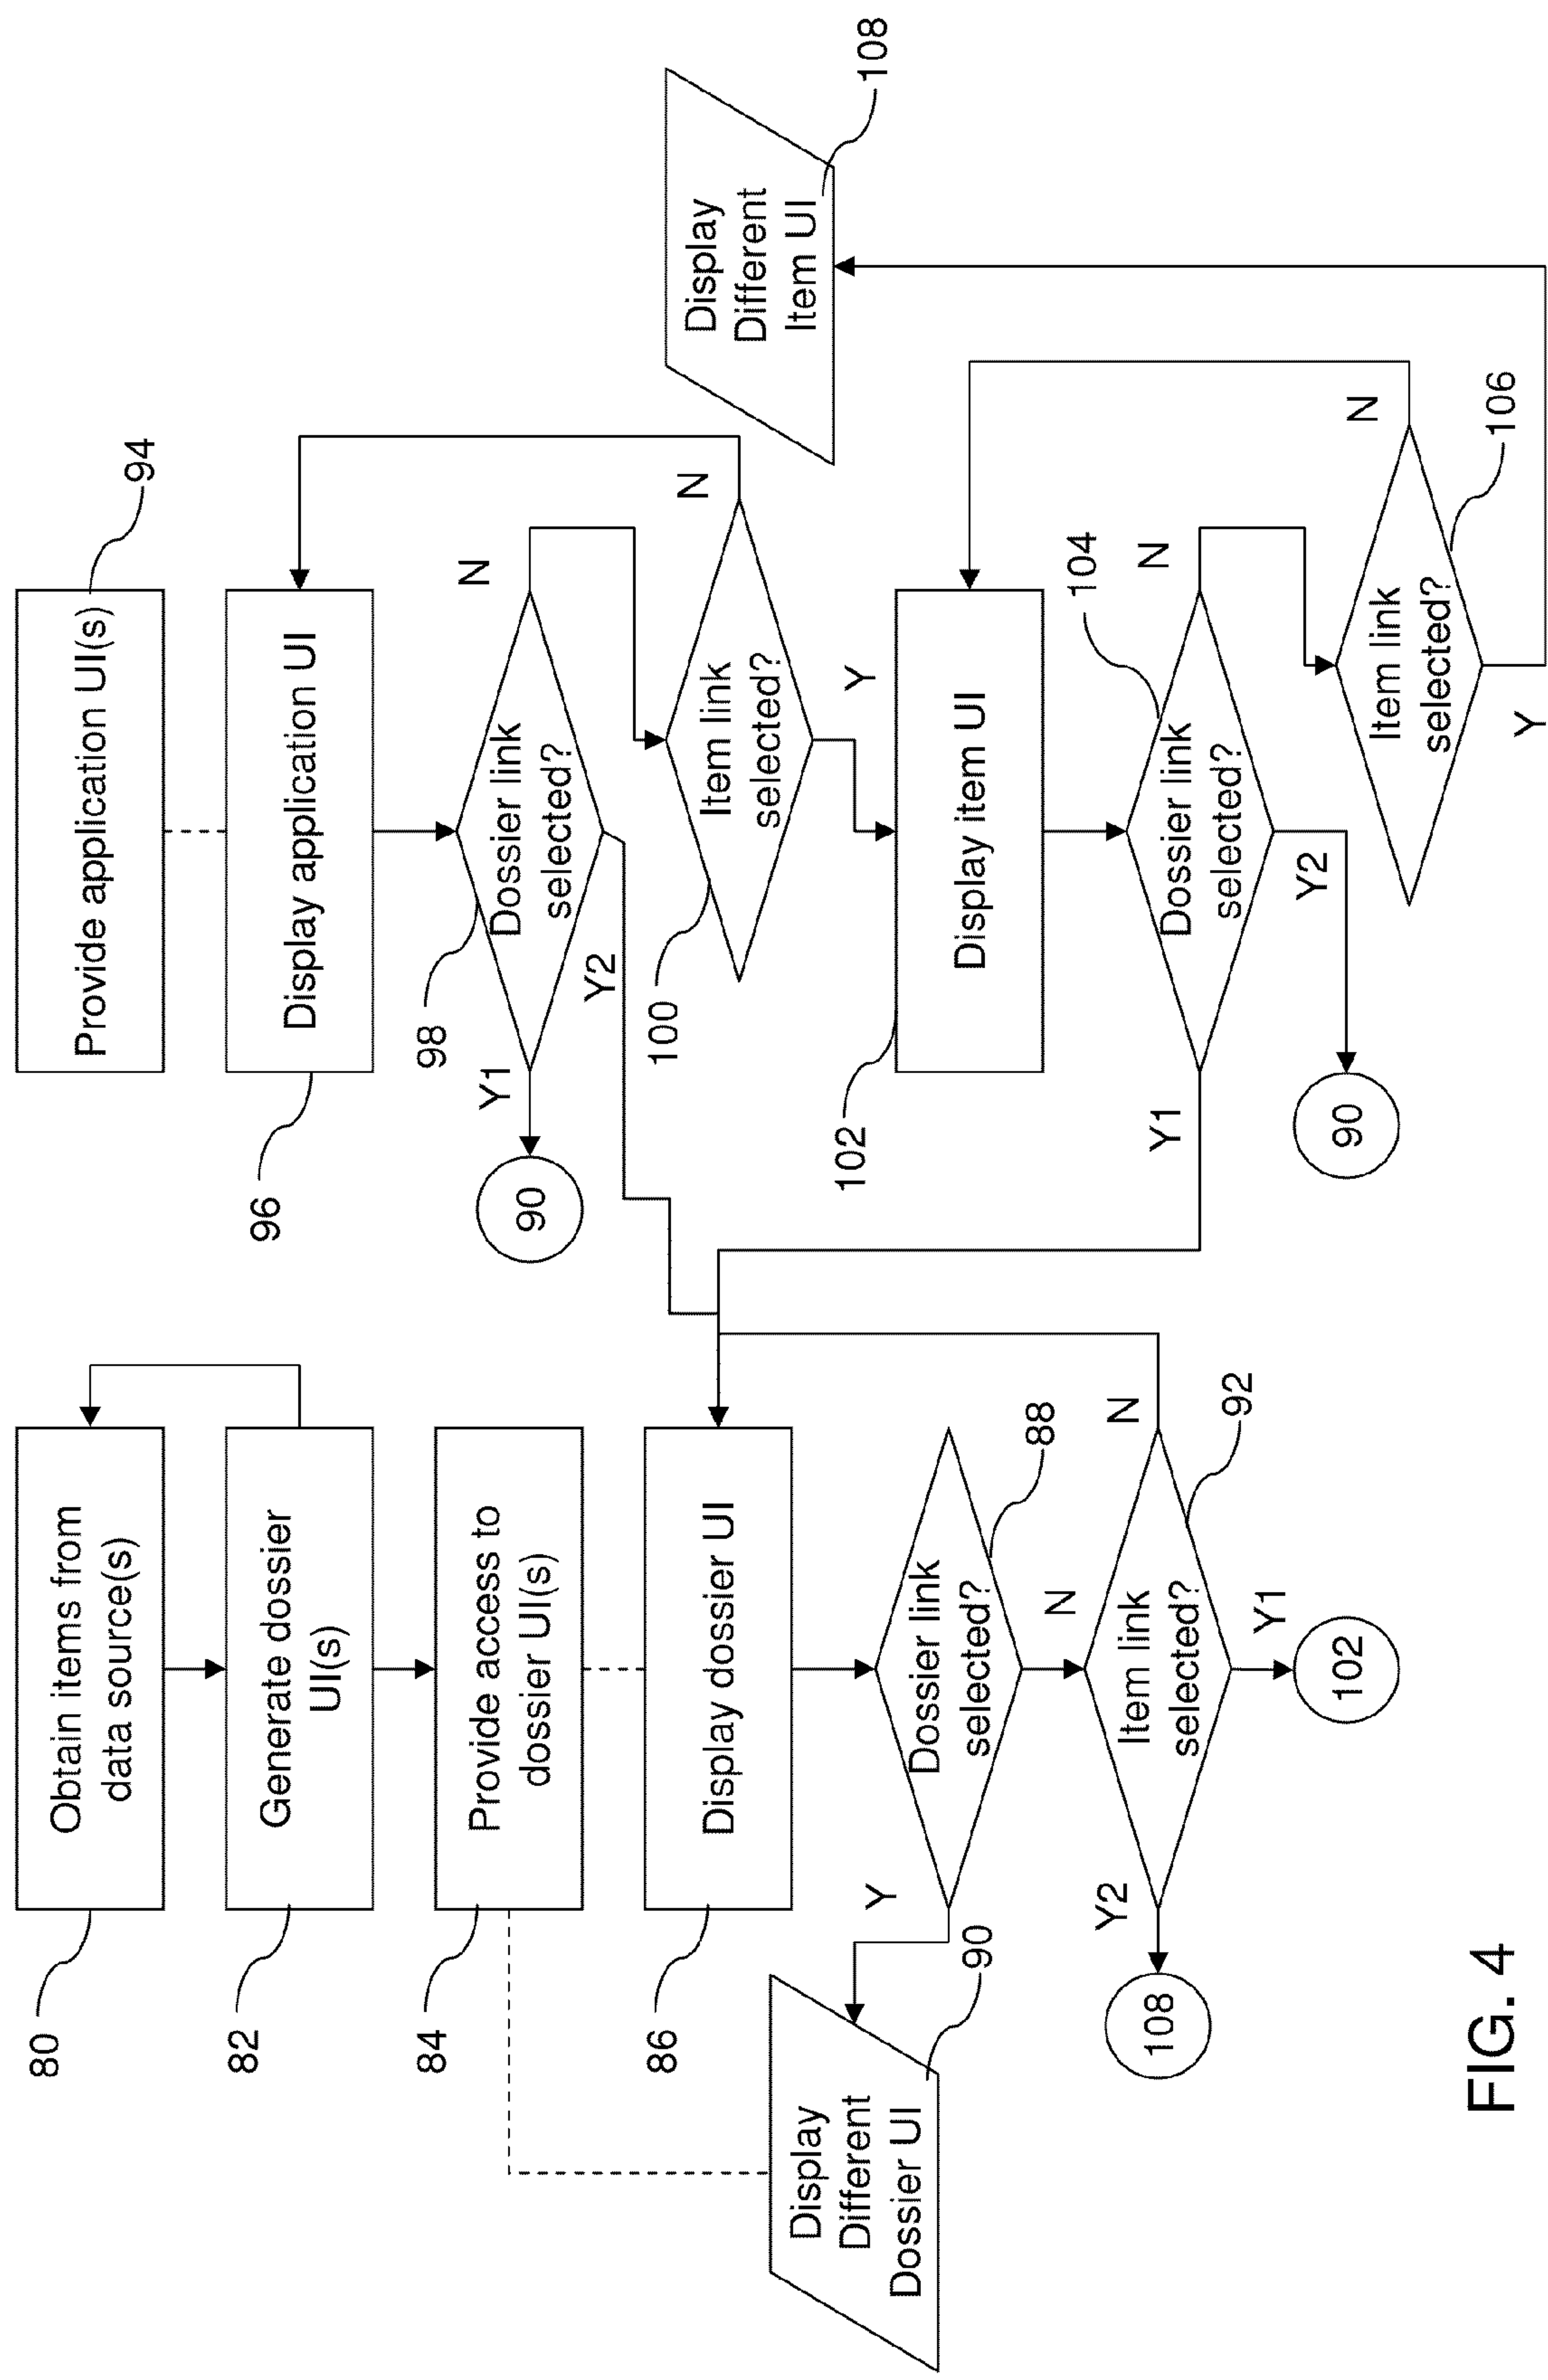 80
Obtain items from
data source(s)
82
Generate dossier
UI(s)
84
Provide access to
dossier UI(s)
86
Display dossier UI
Dossier link
selected?
88
Y
N
Display
Different
Dossier UI
90
Item link
selected?
92
N
Y2
108
Y1
102
Provide application UI(s)
94
96
Display application UI
98
Dossier link
selected?
N
Y1
90
Y2
100
Item link
selected?
N
Y
102
Display item UI
104
Dossier link
selected?
N
Y1
Y2
90
Item link
selected?
106
N
Y
Display
Different
Item UI
108
FIG. 4